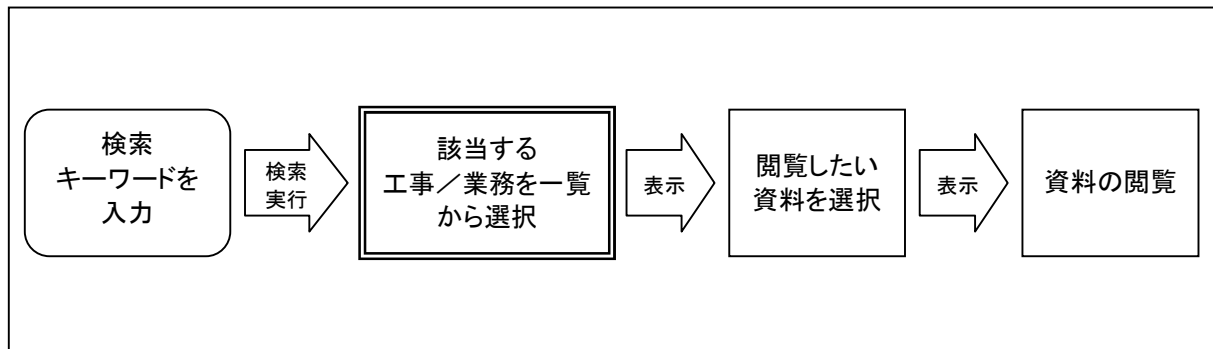 検索
キーワードを
入力
検索
実行
該当する
工事／業務を一覧
から選択
表示
閲覧したい
資料を選択
表示
資料の閲覧